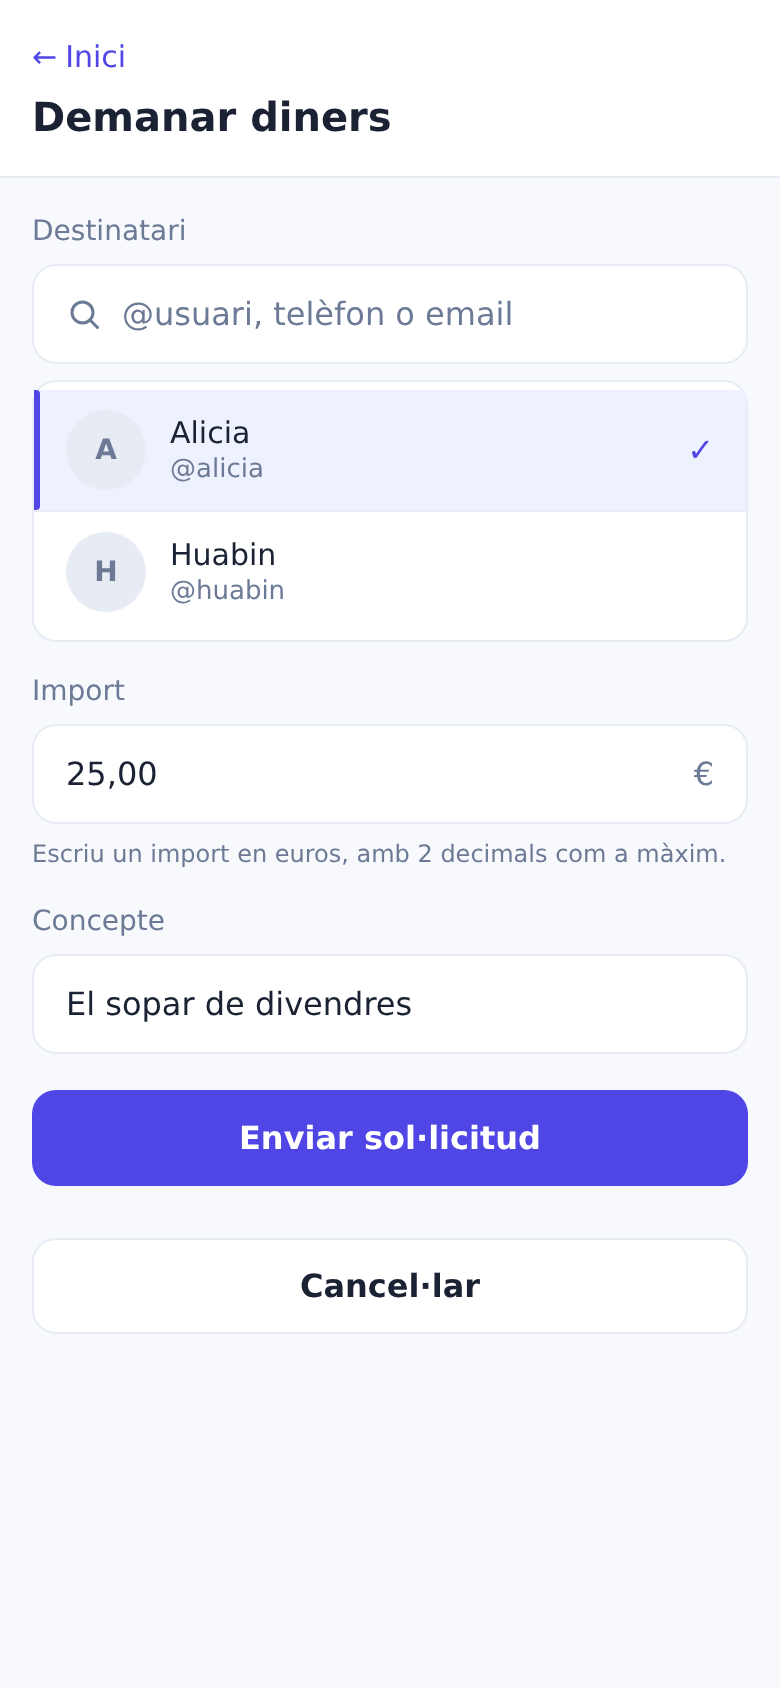 ← Inici
Demanar diners
Destinatari
@usuari, telèfon o email
A
Alicia
@alicia
✓
H
Huabin
@huabin
Import
25,00 €
Escriu un import en euros, amb 2 decimals com a màxim.
Concepte
El sopar de divendres
Enviar sol·licitud
Cancel·lar